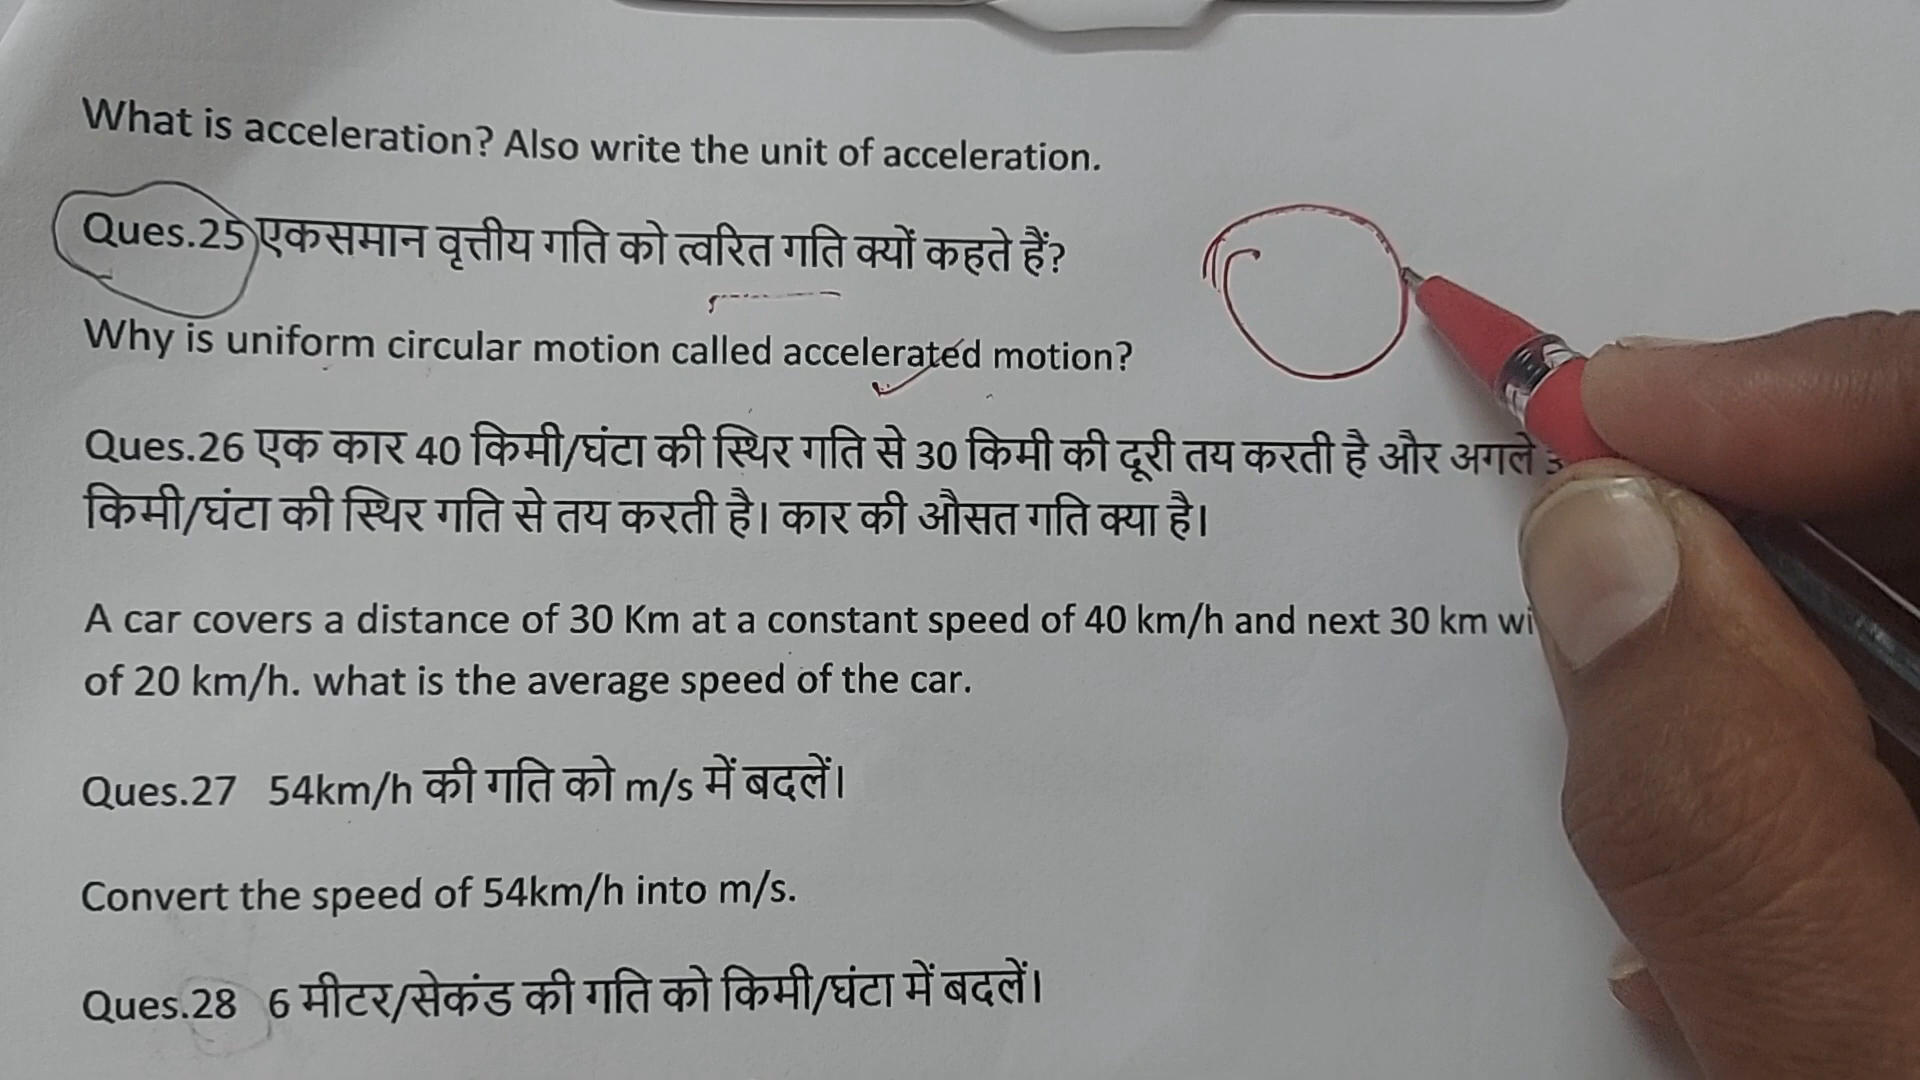 What is acceleration? Also write the unit of acceleration.
Ques.25 एकसमान वृत्तीय गति को त्वरित गति क्यों कहते हैं?
Why is uniform circular motion called accelerated motion?
Ques.26 एक कार 40 किमी/घंटा की स्थिर गति से 30 किमी की दूरी तय करती है और अगले
किमी/घंटा की स्थिर गति से तय करती है। कार की औसत गति क्या है।
A car covers a distance of 30 Km at a constant speed of 40 km/h and next 30 km
of 20 km/h. what is the average speed of the car.
Ques.27 54km/h की गति को m/s में बदलें।
Convert the speed of 54km/h into m/s.
Ques.28 6 मीटर/सेकंड की गति को किमी/घंटा में बदलें।